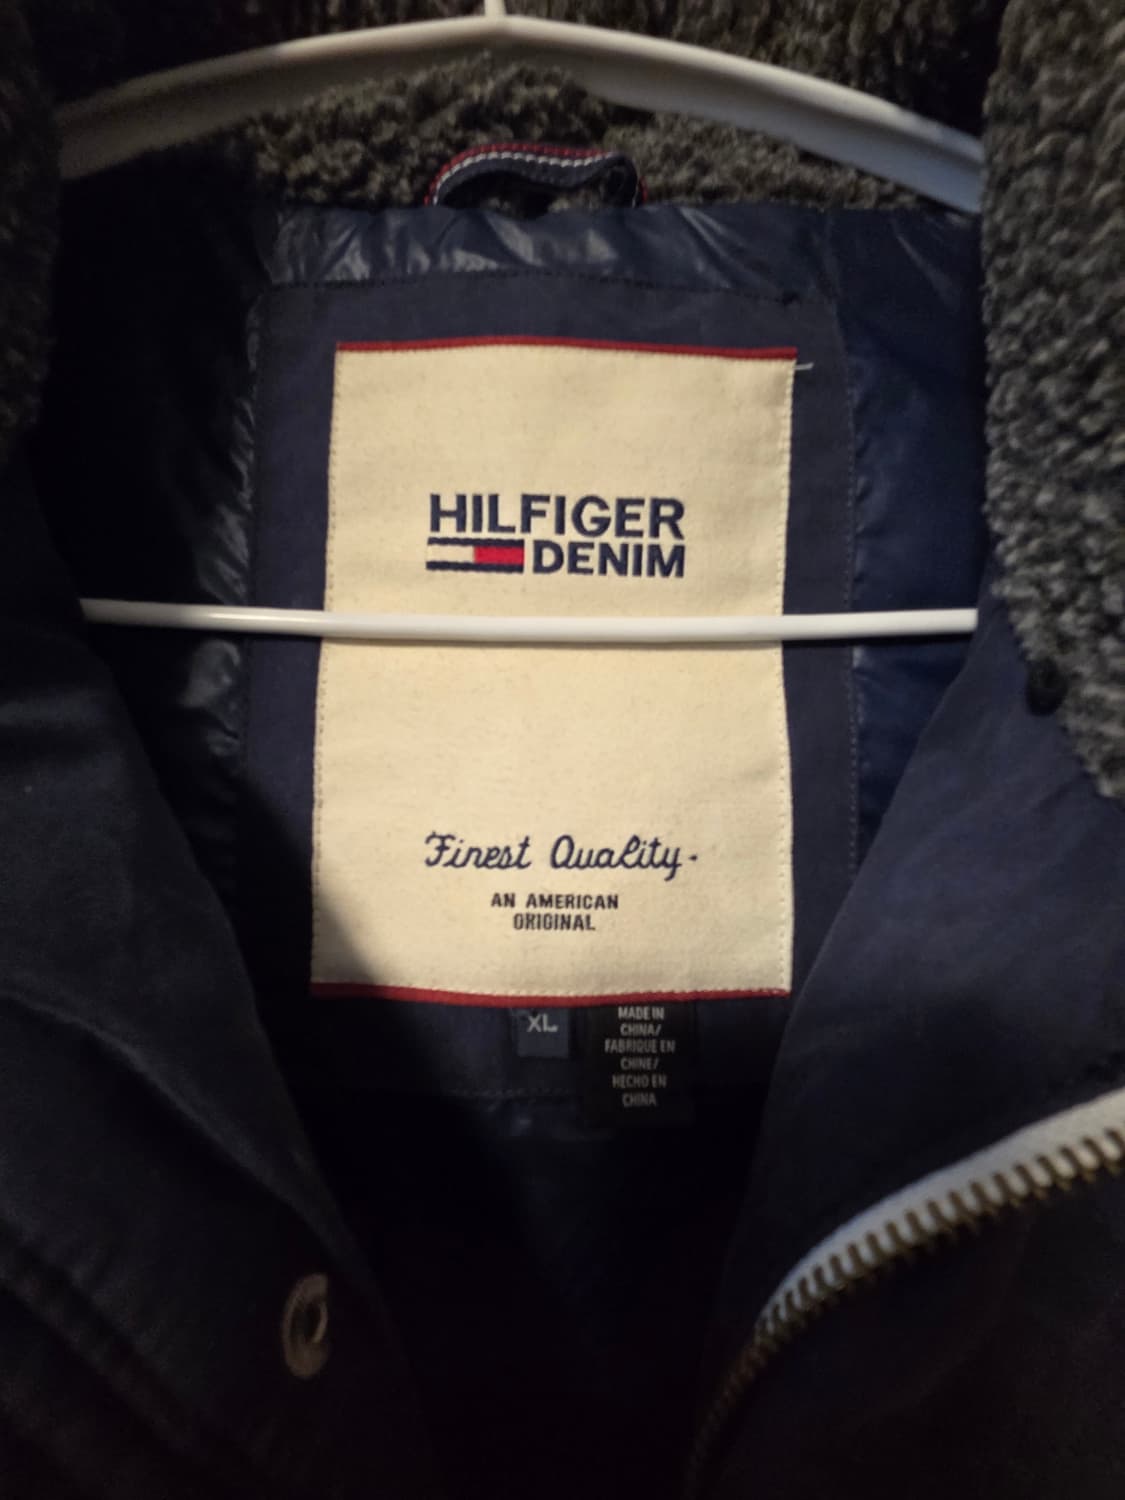 HILFIGER
DENIM
Finest Quality.
AN AMERICAN
ORIGINAL
XL
MADE IN
CHINA/
FABRIQUE EN
CHINE/
HECHO EN
CHINA